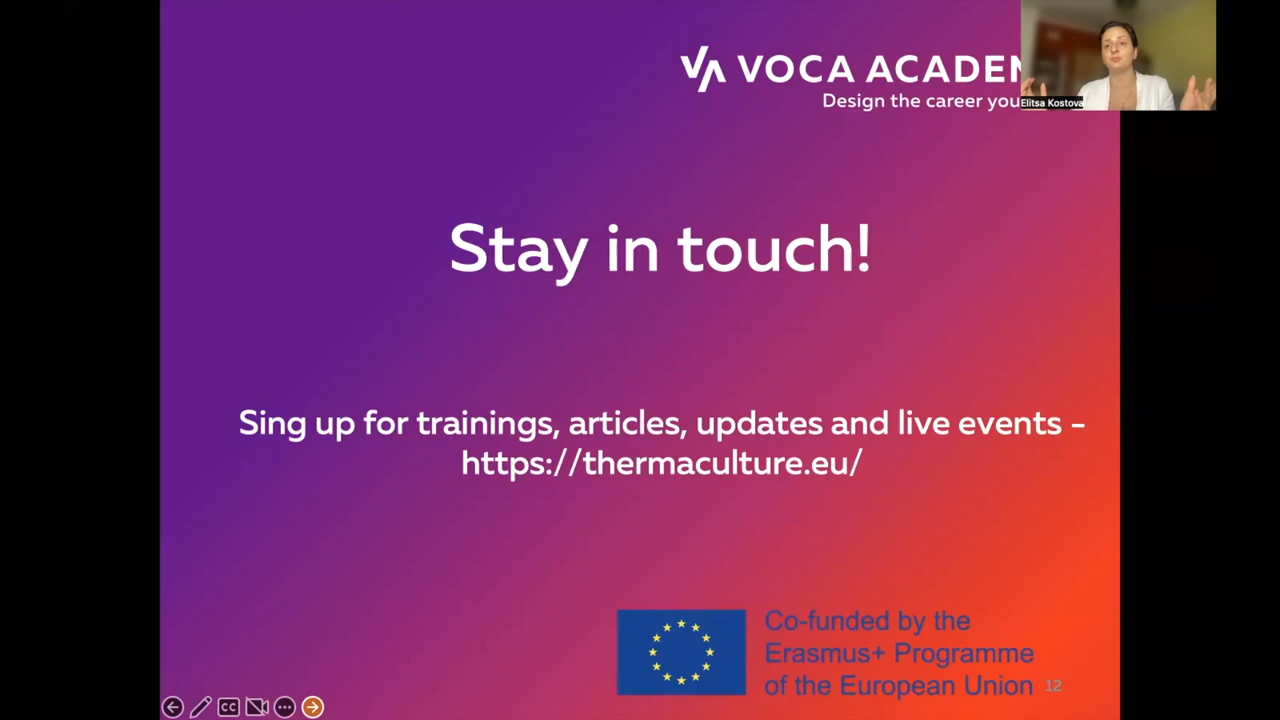 VOCA ACADEM
Design the career you
Elitsa Kostova
Stay in touch!
Sing up for trainings, articles, updates and live events -
https://thermaculture.eu/
Co-funded by the
Erasmus+ Programme
of the European Union
12
CC